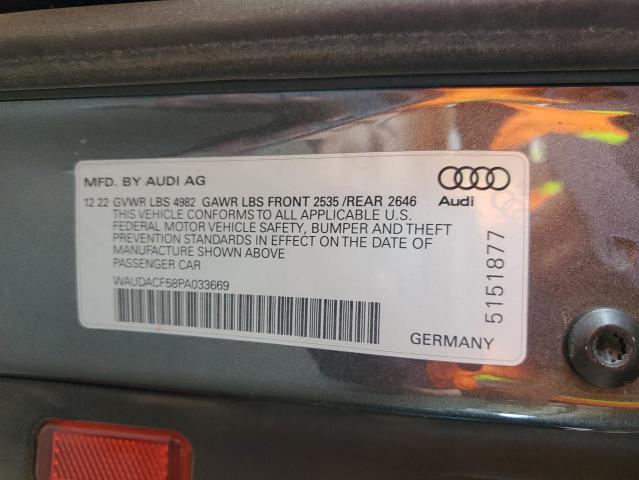 MFD. BY AUDI AG
12 22 GVWR LBS 4982 GAWR LBS FRONT 2535 /REAR 2646
THIS VEHICLE CONFORMS TO ALL APPLICABLE U.S.
FEDERAL MOTOR VEHICLE SAFETY, BUMPER AND THEFT
PREVENTION STANDARDS IN EFFECT ON THE DATE OF
MANUFACTURE SHOWN ABOVE
PASSENGER CAR
WAUDACF58PA033669
Audi
5151877
GERMANY